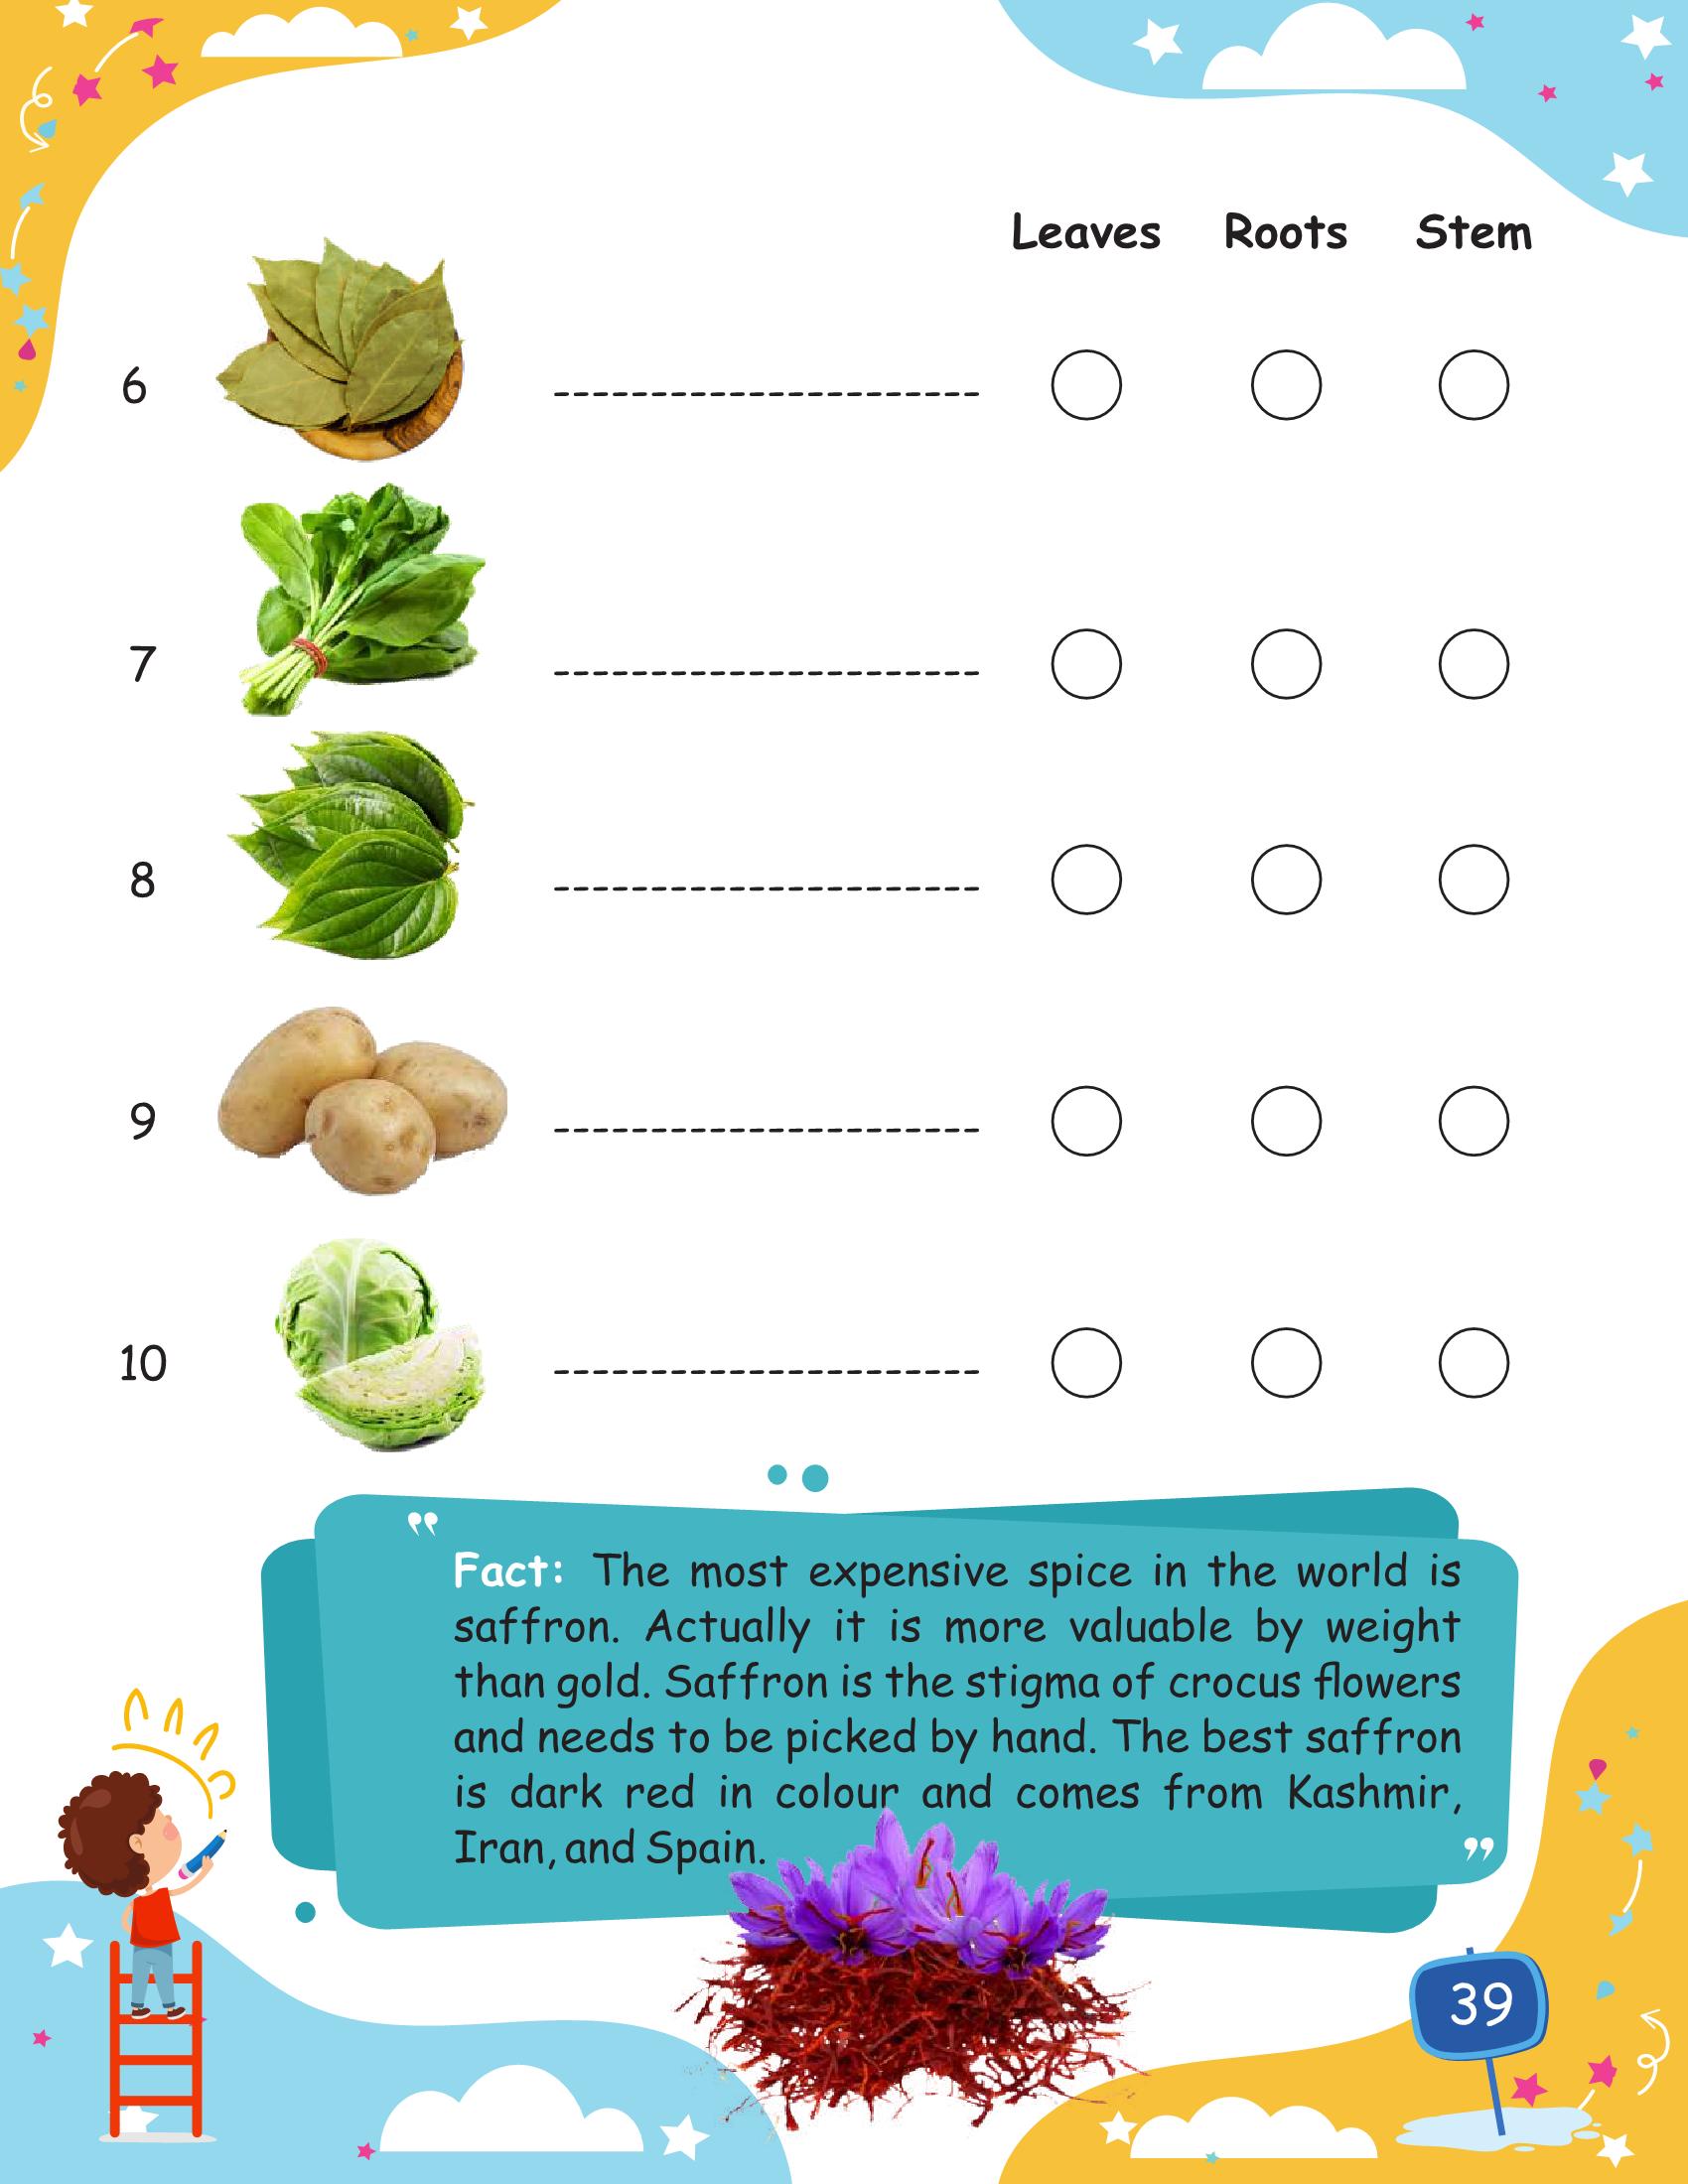 Leaves Roots Stem
6
7
8
9
10
"
Fact: The most expensive spice in the world is
saffron. Actually it is more valuable by weight
than gold. Saffron is the stigma of crocus flowers
and needs to be picked by hand. The best saffron
is dark red in colour and comes from Kashmir,
Iran, and Spain.
"
39